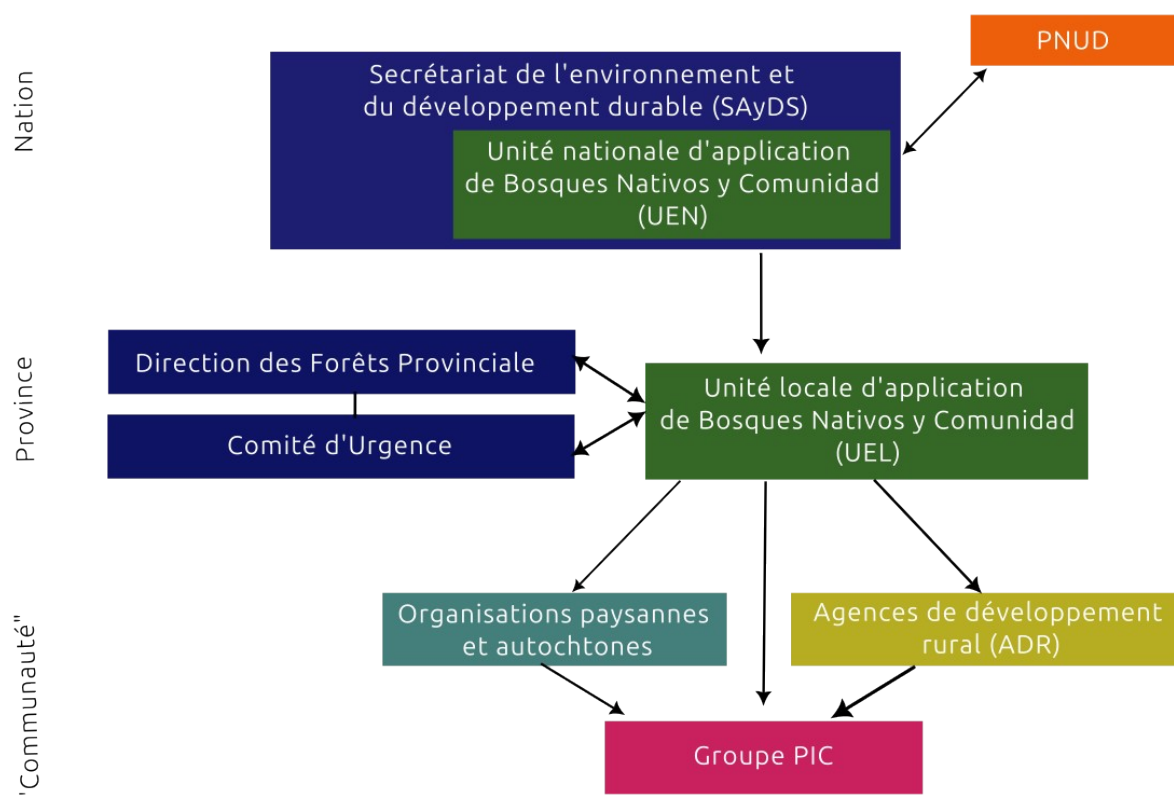 Nation
PNUD
Secrétariat de l'environnement et
du développement durable (SAyDS)
Unité nationale d'application
de Bosques Nativos y Comunidad
(UEN)
Province
Direction des Forêts Provinciale
Comité d'Urgence
Unité locale d'application
de Bosques Nativos y Comunidad
(UEL)
"Communauté"
Organisations paysannes
et autochtones
Agences de développement
rural (ADR)
Groupe PIC